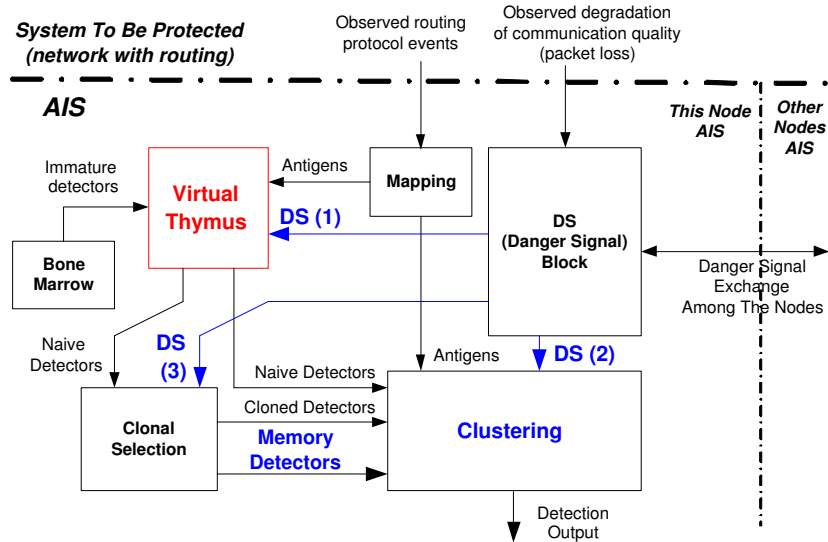 System To Be Protected
(network with routing)
Observed routing
protocol events
Observed degradation
of communication quality
(packet loss)
AIS
This Node
AIS
Other
Nodes
AIS
Immature
detectors
Virtual
Thymus
Antigens
Mapping
DS (1)
DS
(Danger Signal)
Block
Bone
Marrow
Danger Signal
Exchange
Among The Nodes
Naive
Detectors
DS
(3)
Naive Detectors
Antigens
DS (2)
Clonal
Selection
Cloned Detectors
Memory
Detectors
Clustering
Detection
Output